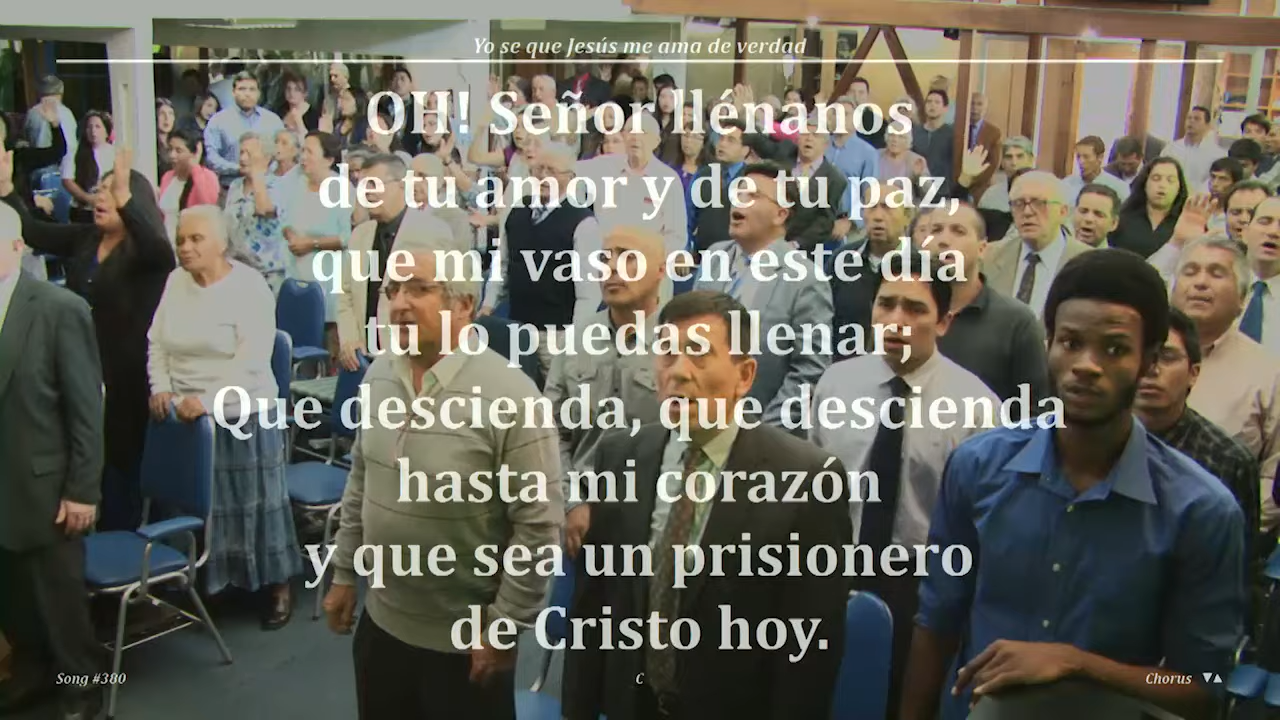 Yo se que Jesús me ama de verdad
OH! Señor llénanos
de tu amor y de tu paz,
que mi vaso en este día
tu lo puedas llenar;
Que descienda, que descienda
hasta mi corazón
y que sea un prisionero
de Cristo hoy.
Song #380
C
Chorus ▼▲